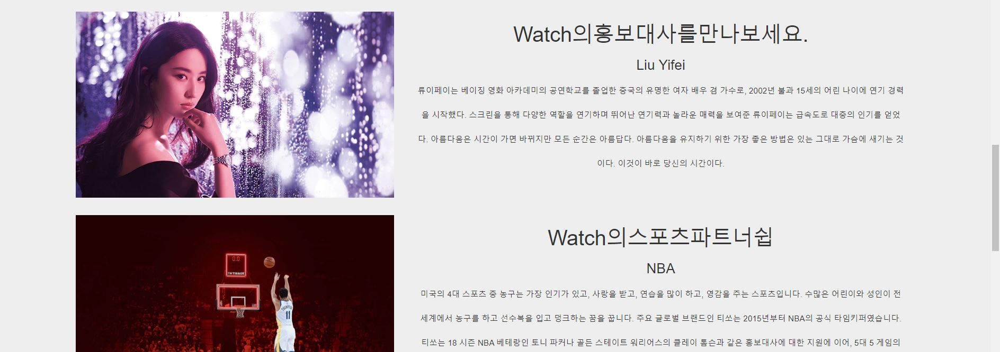 Watch의홍보대사를만나보세요.
Liu Yifei
류이페이는 베이징 영화 아카데미의 공연학교를 졸업한 중국의 유명한 여자 배우 겸 가수로, 2002년 불과 15세의 어린 나이에 연기 경력
을 시작했다. 스크린을 통해 다양한 역할을 연기하며 뛰어난 연기력과 놀라운 매력을 보여준 류이페이는 급속도로 대중의 인기를 얻었
다. 아름다움은 시간이 가면 바뀌지만 모든 순간은 아름답다. 아름다움을 유지하기 위한 가장 좋은 방법은 있는 그대로 가슴에 새기는 것
이다. 이것이 바로 당신의 시간이다.
0.0
TISSOT
THOMPSON
11
Watch의스포츠파트너쉽
NBA
미국의 4대 스포츠 중 농구는 가장 인기가 있고, 사랑을 받고, 연습을 많이 하고, 영감을 주는 스포츠입니다. 수많은 어린이와 성인이 전
세계에서 농구를 하고 선수복을 입고 덩크하는 꿈을 꿉니다. 주요 글로벌 브랜드인 티쏘는 2015년부터 NBA의 공식 타임키퍼였습니다.
티쏘는 18 시즌 NBA 베테랑인 토니 파커나 골든 스테이트 워리어스의 클레이 톰슨과 같은 홍보대사에 대한 지원에 이어, 5대 5 게임의